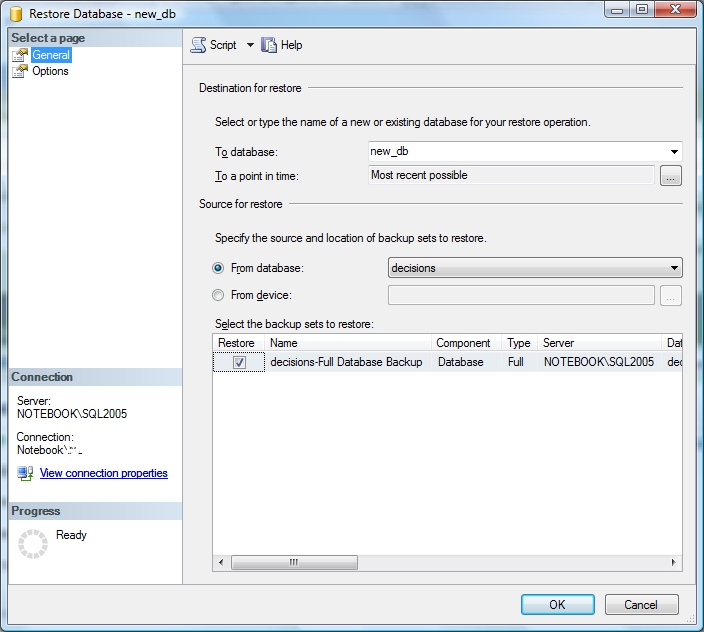 Restore Database - new_db
Select a page
General
Options
Script
Help
Destination for restore
Select or type the name of a new or existing database for your restore operation.
To database:
new_db
To a point in time:
Most recent possible
...
Source for restore
Specify the source and location of backup sets to restore.
From database:
decisions
From device:
...
Select the backup sets to restore:
Restore Name Component Type Server Dat
decisions-Full Database Backup Database Full NOTEBOOK\SQL2005 dec
Connection
Server:
NOTEBOOK\SQL2005
Connection:
Notebook\
View connection properties
Progress
Ready
OK
Cancel